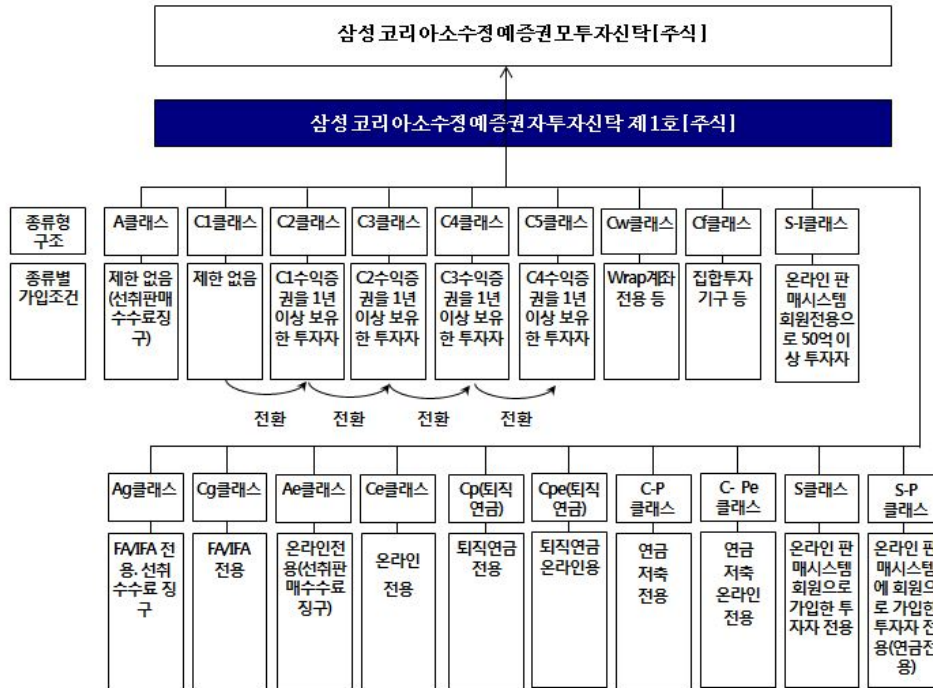 삼성 코리아소수정예증권모투자신탁[주식]
삼성 코리아소수정예증권자투자신탁 제1호[주식]
종류형
구조
A클래스
C1클래스
C2클래스
C3클래스
C4클래스
C5클래스
Cw클래스
Cf클래스
S-I클래스
종류별
가입조건
제한 없음
(선취판매
수수료징
구)
제한 없음
C1수익증
권을 1년
이상 보유
한 투자자
C2수익증
권을 1년
이상 보유
한 투자자
C3수익증
권을 1년
이상 보유
한 투자자
C4수익증
권을 1년
이상 보유
한 투자자
Wrap계좌
전용 등
집합투자
기구 등
온라인 판
매시스템
회원전용으
로 50억 이
상 투자자
전환
전환
전환
전환
Ag클래스
Cg클래스
Ae클래스
Ce클래스
Cp(퇴직
연금)
Cpe(퇴직
연금)
C-P
클래스
C- Pe
클래스
S클래스
S-P
클래스
FA/IFA 전
용. 선취
수수료 징
구
FA/IFA
전용
온라인전
용(선취판
매수수료
징구)
온라인
전용
퇴직연금
전용
퇴직연금
온라인용
연금
저축
전용
연금
저축
온라인
전용
온라인 판
매시스템
회원으로
가입한 투
자자 전용
온라인 판
매시스템
에 회원으
로 가입한
투자자 전
용(연금전
용)